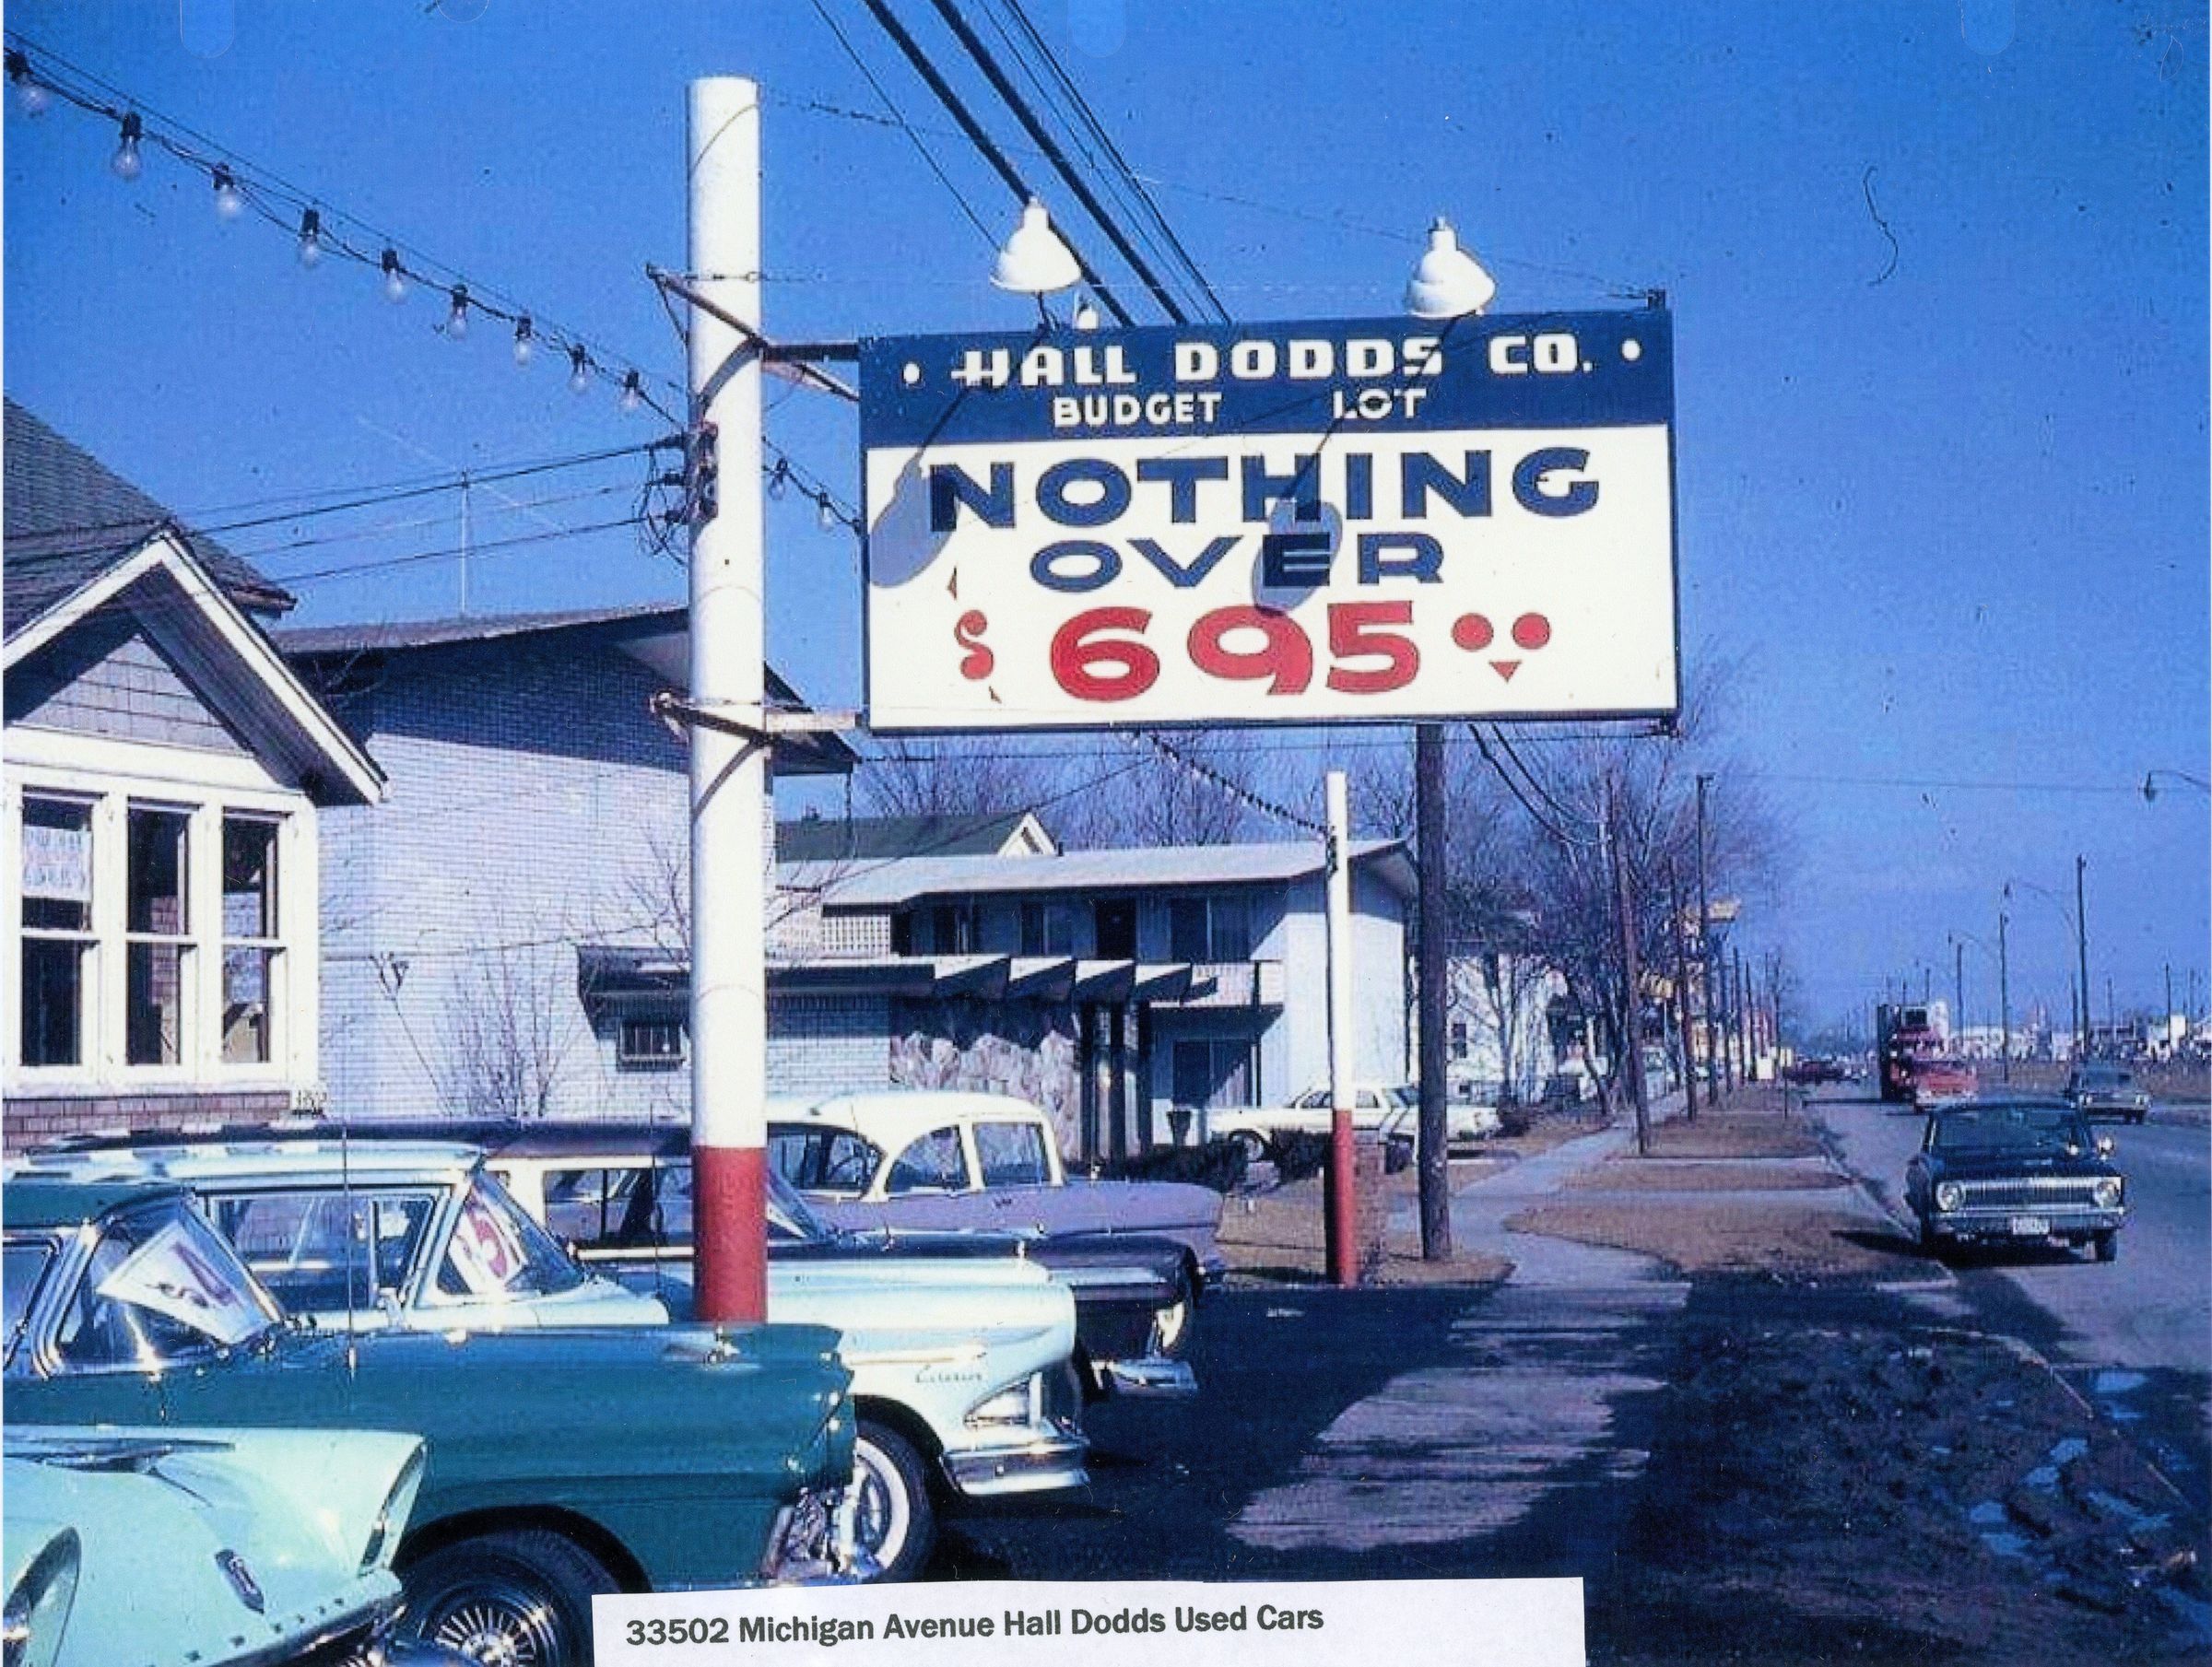 HALL DODDS CO.
BUDGET LOT
NOTHING
OVER
$695
33502 Michigan Avenue Hall Dodds Used Cars